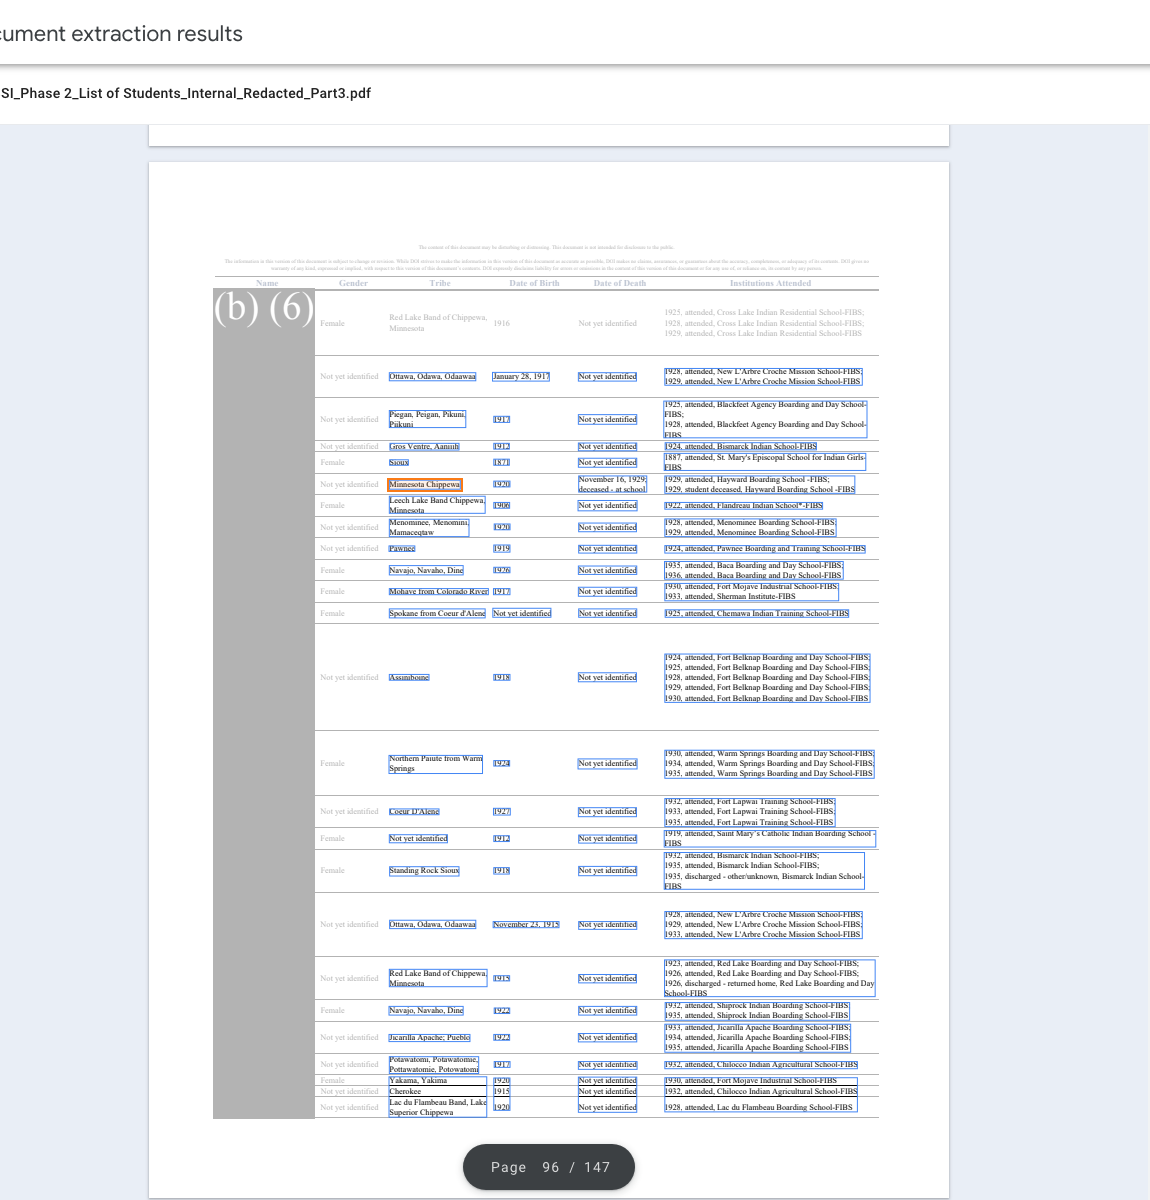 cument extraction results
SI_Phase 2_List of Students_Internal_Redacted_Part3.pdf
The content of this document may be disturbing or distressing. This document is not intended for disclosure to the public.
The information in this version of this document is subject to change or revision. While DOI strives to make the information in this version of this document as accurate as possible, DOI makes no claims, assurances, or guarantees about the accuracy, completeness, or adequacy of its contents. DOI gives no
warranty of any kind, expressed or implied, with respect to this version of this document's contents. DOI expressly disclaims liability for errors or omissions in the content of this version of this document or for any use of, or reliance on, its content by any person.
Name Gender Tribe Date of Birth Date of Death Institutions Attended
(b) (6)
Female Red Lake Band of Chippewa, Minnesota 1916 Not yet identified 1925, attended, Cross Lake Indian Residential School-FIBS;
1928, attended, Cross Lake Indian Residential School-FIBS;
1929, attended, Cross Lake Indian Residential School-FIBS
Not yet identified Ottawa, Odawa, Odaawaa January 28, 1917 Not yet identified 1928, attended, New L'Arbre Croche Mission School-FIBS;
1929, attended, New L'Arbre Croche Mission School-FIBS
Not yet identified Piegan, Peigan, Pikuni, Piikuni 1917 Not yet identified 1925, attended, Blackfeet Agency Boarding and Day School-
FIBS;
1928, attended, Blackfeet Agency Boarding and Day School-
FIBS
Not yet identified Gros Ventre, Aaniiih 1912 Not yet identified 1924, attended, Bismarck Indian School-FIBS
Female Sioux 1871 Not yet identified 1887, attended, St. Mary's Episcopal School for Indian Girls-
FIBS
Not yet identified Minnesota Chippewa 1920 November 16, 1929; deceased - at school 1929, attended, Hayward Boarding School -FIBS;
1929, student deceased, Hayward Boarding School -FIBS
Female Leech Lake Band Chippewa, Minnesota 1906 Not yet identified 1922, attended, Flandreau Indian School*-FIBS
Not yet identified Menominee, Menomini, Mamaceqtaw 1920 Not yet identified 1928, attended, Menominee Boarding School-FIBS;
1929, attended, Menominee Boarding School-FIBS
Not yet identified Pawnee 1919 Not yet identified 1924, attended, Pawnee Boarding and Training School-FIBS
Female Navajo, Navaho, Dine 1926 Not yet identified 1935, attended, Baca Boarding and Day School-FIBS;
1936, attended, Baca Boarding and Day School-FIBS
Female Mohave from Colorado River 1917 Not yet identified 1930, attended, Fort Mojave Industrial School-FIBS;
1933, attended, Sherman Institute-FIBS
Female Spokane from Coeur d'Alene Not yet identified Not yet identified 1925, attended, Chemawa Indian Training School-FIBS
Not yet identified Assiniboine 1918 Not yet identified 1924, attended, Fort Belknap Boarding and Day School-FIBS;
1925, attended, Fort Belknap Boarding and Day School-FIBS;
1928, attended, Fort Belknap Boarding and Day School-FIBS;
1929, attended, Fort Belknap Boarding and Day School-FIBS;
1930, attended, Fort Belknap Boarding and Day School-FIBS
Female Northern Paiute from Warm Springs 1924 Not yet identified 1930, attended, Warm Springs Boarding and Day School-FIBS;
1934, attended, Warm Springs Boarding and Day School-FIBS;
1935, attended, Warm Springs Boarding and Day School-FIBS
Not yet identified Coeur D'Alene 1927 Not yet identified 1932, attended, Fort Lapwai Training School-FIBS;
1933, attended, Fort Lapwai Training School-FIBS;
1935, attended, Fort Lapwai Training School-FIBS
Female Not yet identified 1912 Not yet identified 1919, attended, Saint Mary's Catholic Indian Boarding School -
FIBS
Female Standing Rock Sioux 1918 Not yet identified 1932, attended, Bismarck Indian School-FIBS;
1935, attended, Bismarck Indian School-FIBS;
1935, discharged - other/unknown, Bismarck Indian School-
FIBS
Not yet identified Ottawa, Odawa, Odaawaa November 23, 1915 Not yet identified 1928, attended, New L'Arbre Croche Mission School-FIBS;
1929, attended, New L'Arbre Croche Mission School-FIBS;
1933, attended, New L'Arbre Croche Mission School-FIBS
Not yet identified Red Lake Band of Chippewa, Minnesota 1915 Not yet identified 1923, attended, Red Lake Boarding and Day School-FIBS;
1926, attended, Red Lake Boarding and Day School-FIBS;
1926, discharged - returned home, Red Lake Boarding and Day
School-FIBS
Female Navajo, Navaho, Dine 1922 Not yet identified 1932, attended, Shiprock Indian Boarding School-FIBS;
1935, attended, Shiprock Indian Boarding School-FIBS
Not yet identified Jicarilla Apache; Pueblo 1922 Not yet identified 1933, attended, Jicarilla Apache Boarding School-FIBS;
1934, attended, Jicarilla Apache Boarding School-FIBS;
1935, attended, Jicarilla Apache Boarding School-FIBS
Not yet identified Potawatomi, Potawatomie, Pottawatomie, Potowatomi 1917 Not yet identified 1932, attended, Chilocco Indian Agricultural School-FIBS
Female Yakama, Yakima 1920 Not yet identified 1930, attended, Fort Mojave Industrial School-FIBS
Not yet identified Cherokee 1915 Not yet identified 1932, attended, Chilocco Indian Agricultural School-FIBS
Not yet identified Lac du Flambeau Band, Lake Superior Chippewa 1920 Not yet identified 1928, attended, Lac du Flambeau Boarding School-FIBS
Page 96 / 147